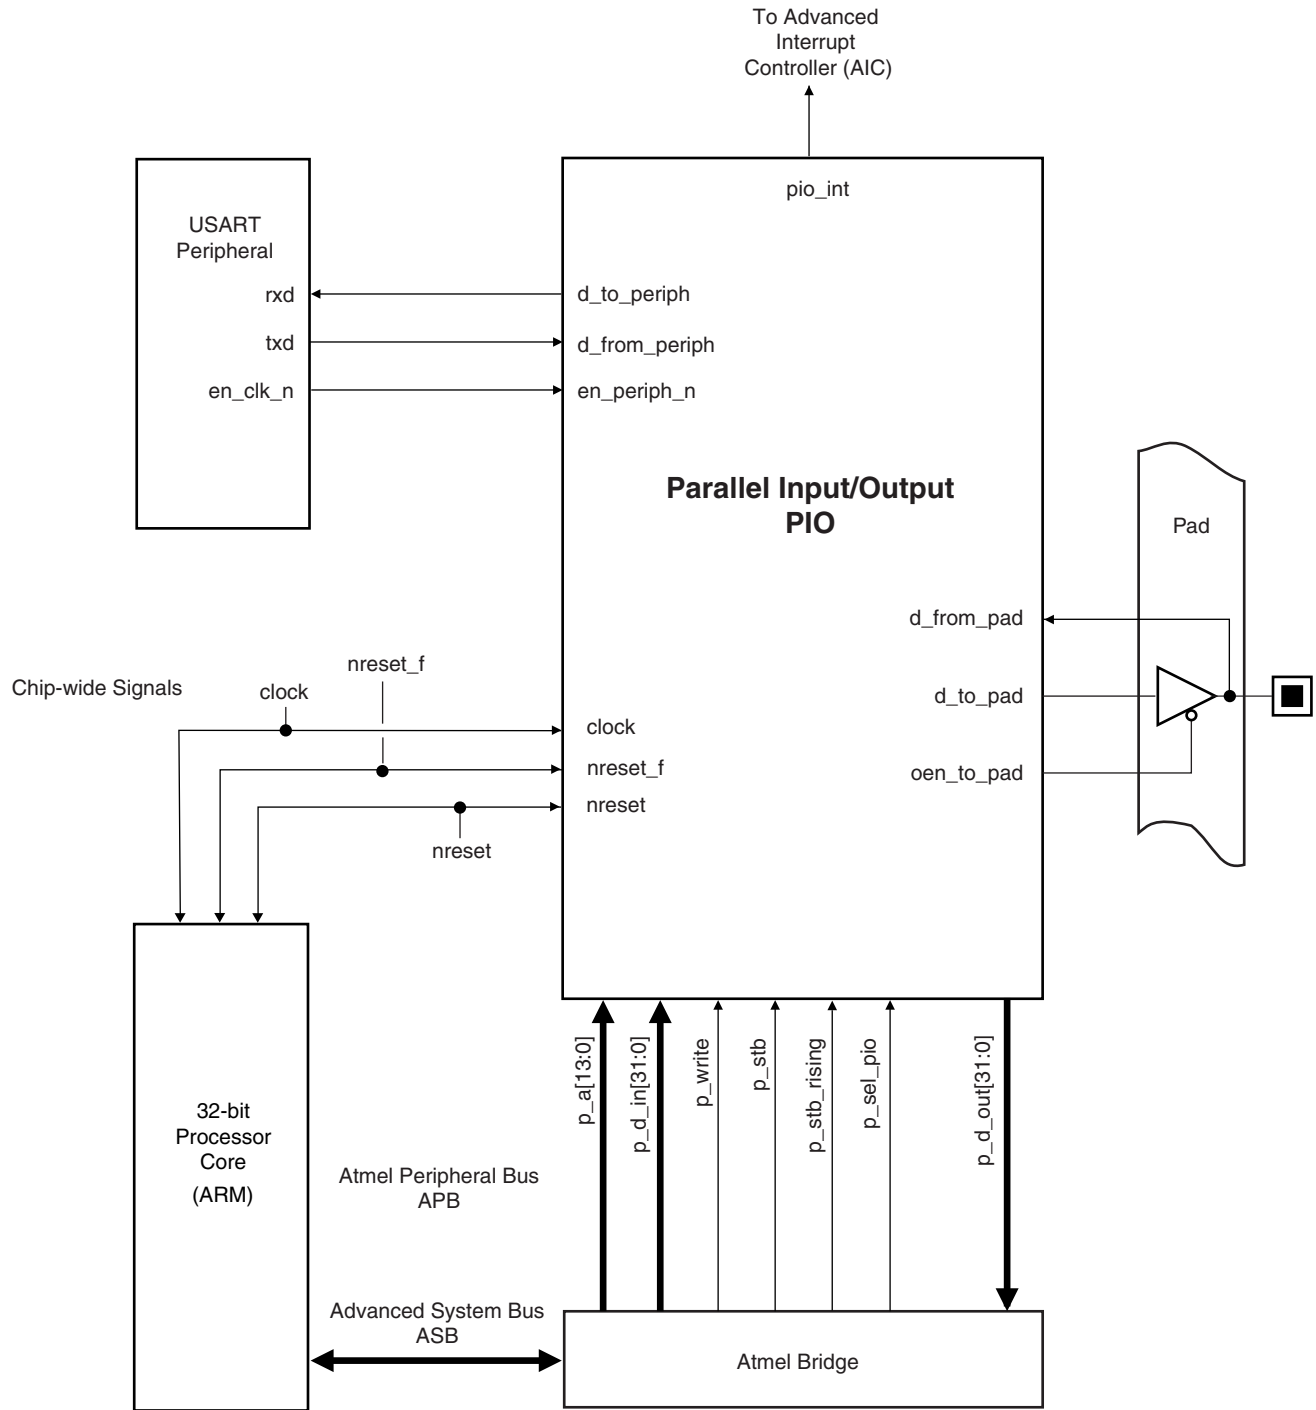 To Advanced
Interrupt
Controller (AIC)
pio_int
USART
Peripheral
rxd
d_to_periph
txd
d_from_periph
en_clk_n
en_periph_n
Parallel Input/Output
PIO
Pad
d_from_pad
nreset_f
Chip-wide Signals
clock
d_to_pad
clock
nreset_f
oen_to_pad
nreset
nreset
p_a[13:0]
p_d_in[31:0]
p_write
p_stb
p_stb_rising
p_sel_pio
p_d_out[31:0]
32-bit
Processor
Core
(ARM)
Atmel Peripheral Bus
APB
Advanced System Bus
ASB
Atmel Bridge